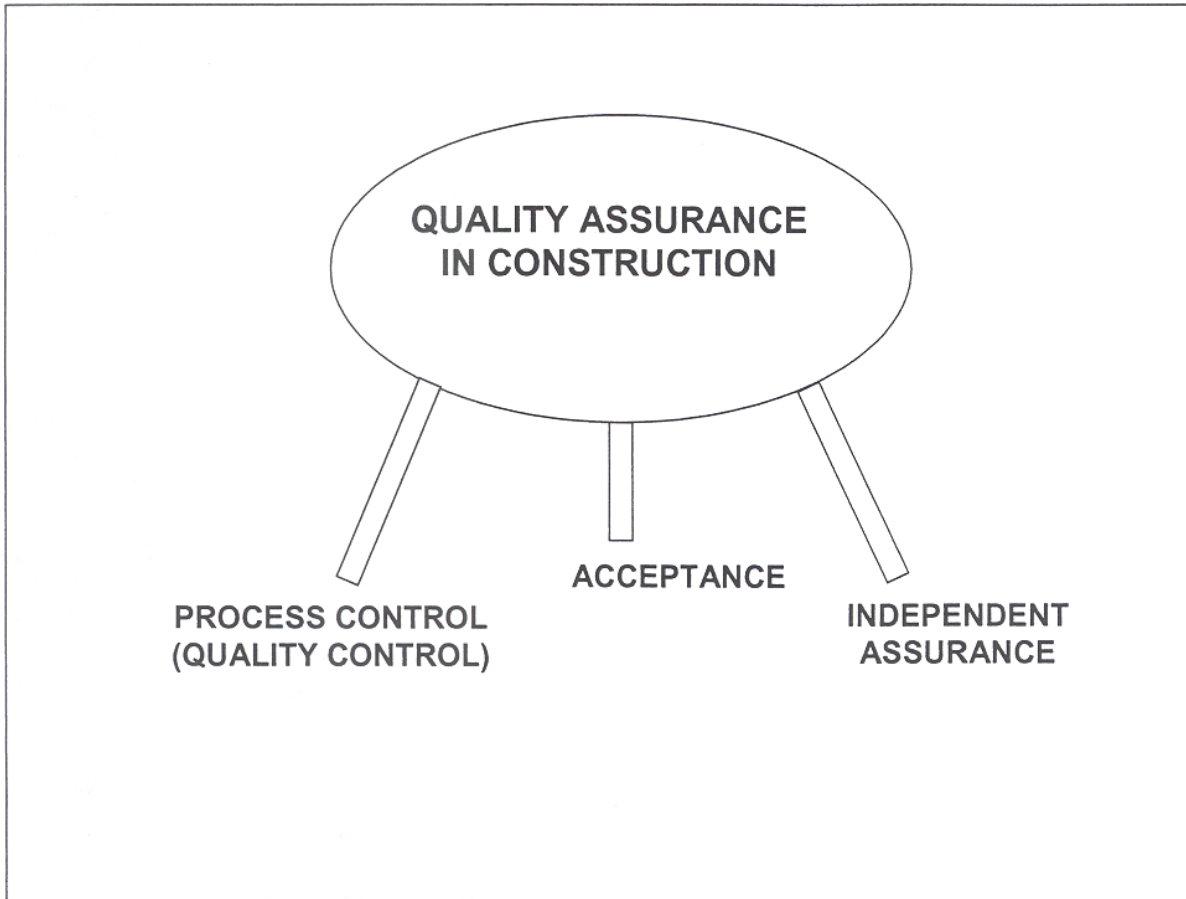 QUALITY ASSURANCE
IN CONSTRUCTION
ACCEPTANCE
PROCESS CONTROL
(QUALITY CONTROL)
INDEPENDENT
ASSURANCE